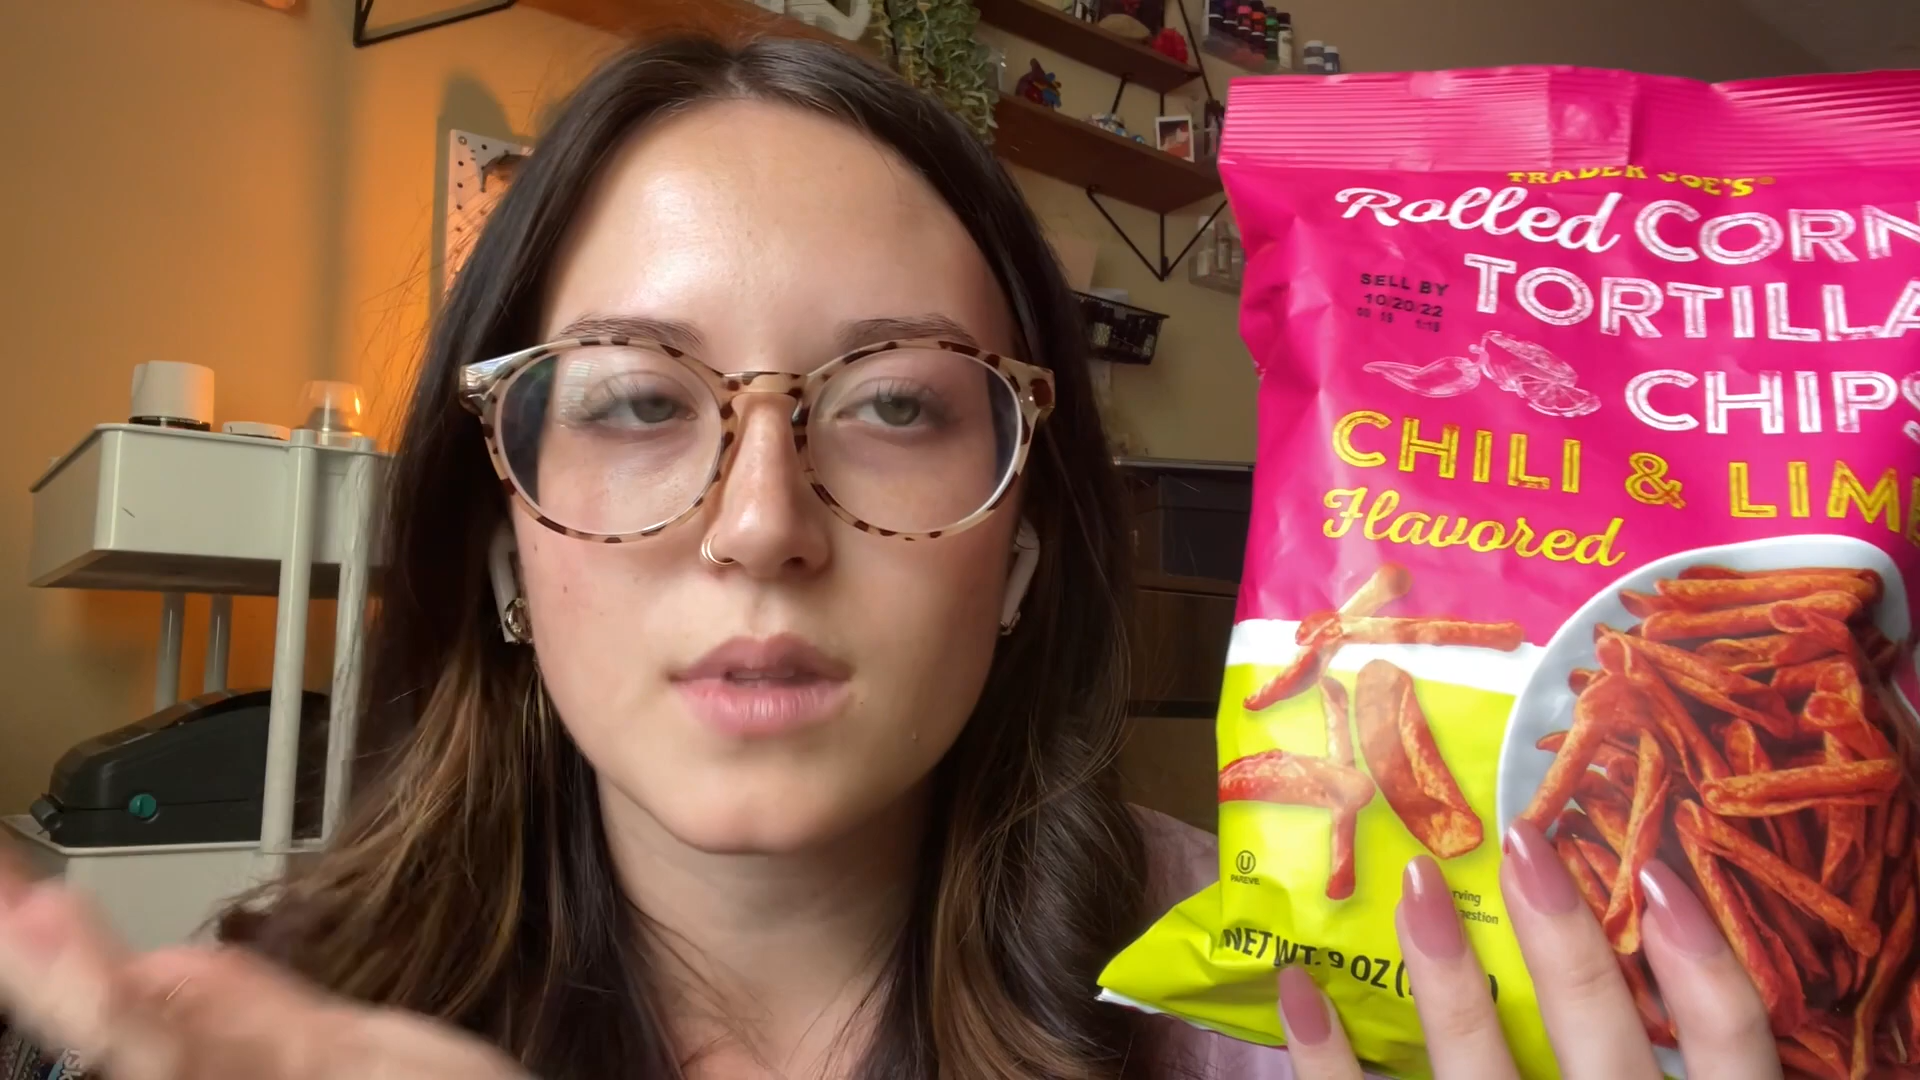 TRADER JOE'S
Rolled CORN
TORTILLA
CHIPS
SELL BY
10/20/22
CHILI & LIME
Flavored
U
PAREVE
NET WT. 9 OZ (